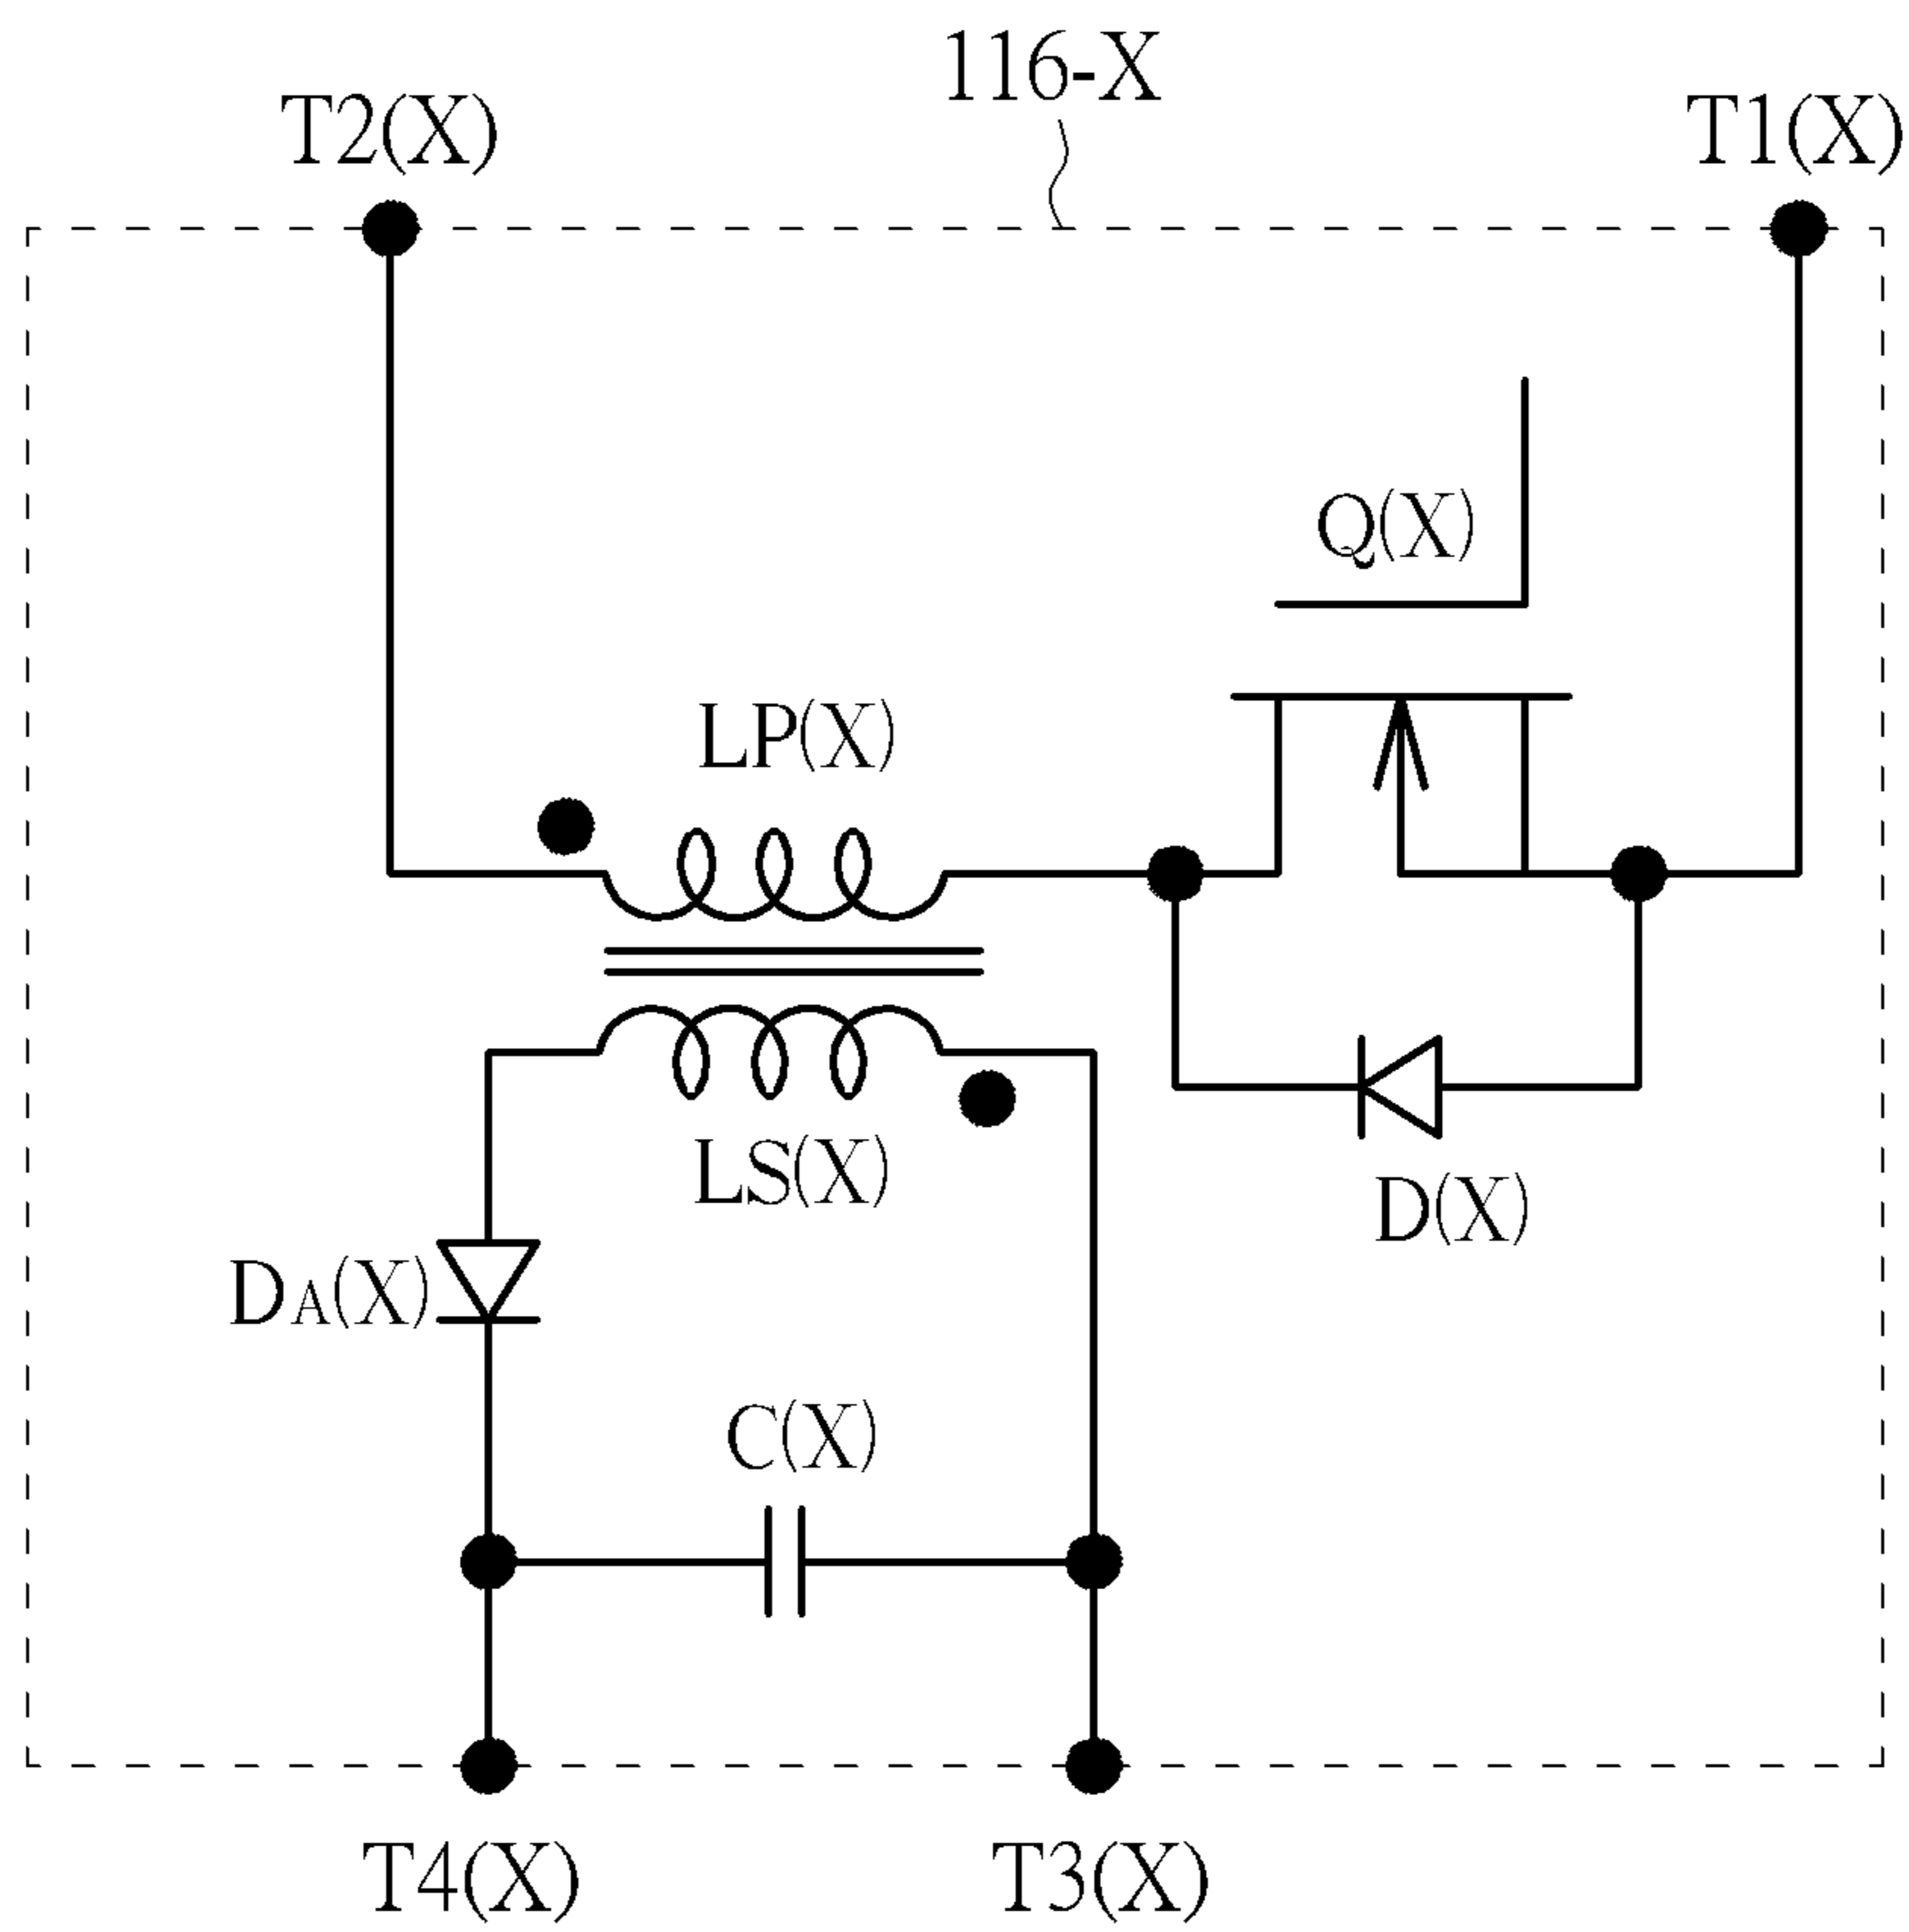 116-X
T2(X)
T1(X)
Q(X)
LP(X)
LS(X)
D(X)
DA(X)
C(X)
T4(X)
T3(X)